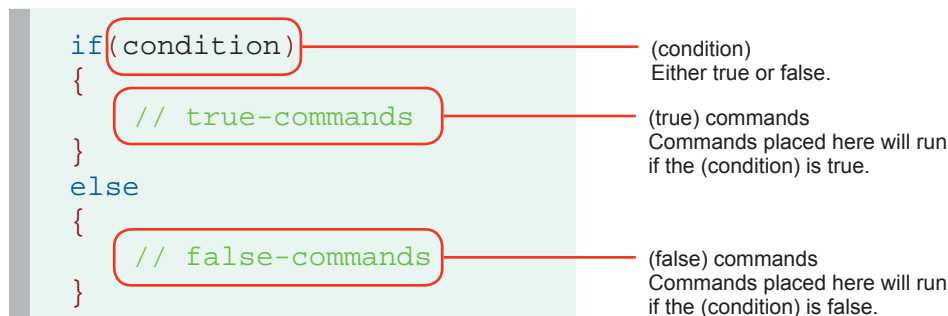 if(condition)
{
// true-commands
}
else
{
// false-commands
}
(condition)
Either true or false.
(true) commands
Commands placed here will run
if the (condition) is true.
(false) commands
Commands placed here will run
if the (condition) is false.